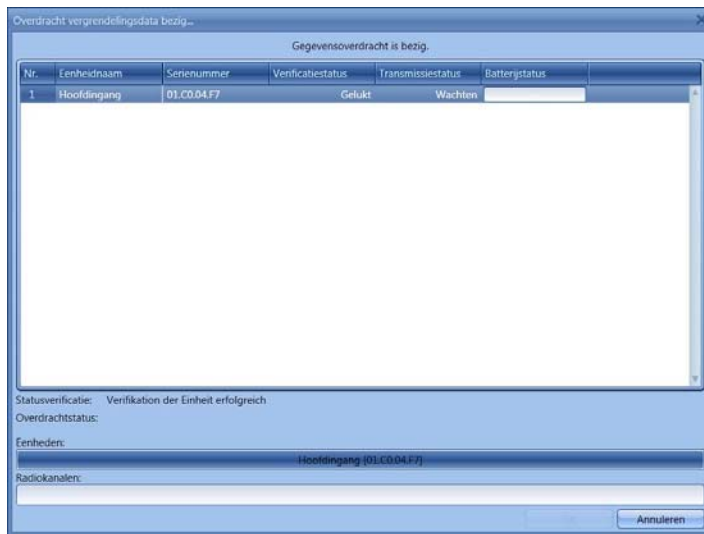 Overdracht vergrendelingsdata bezig...
Gegevensoverdracht is bezig.
Nr. Eenheidnaam Serienummer Verificatiestatus Transmissiestatus Batterijstatus
1 Hoofdingang 01.C0.04.F7 Gelukt Wachten
Statusverificatie: Verifikation der Einheit erfolgreich
Overdrachtstatus:
Eenheden:
Hoofdingang [01.C0.04.F7]
Radiokanalen:
Annuleren